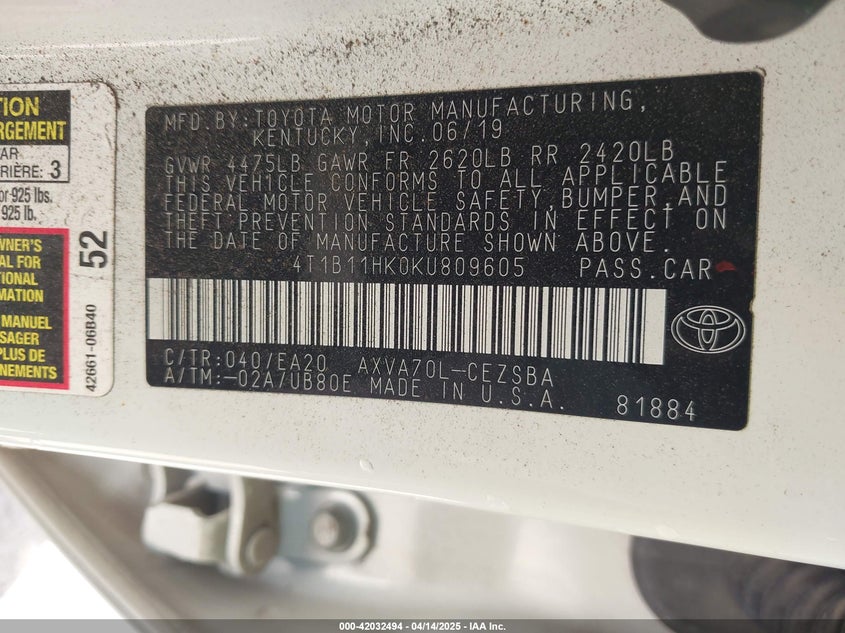 TION
RGEMENT
AR
RIÈRE: 3
or 925 lbs.
925 lb.
WNER'S
AL FOR
TIONAL
MATION
MANUEL
SAGER
PLUS DE
GNEMENTS
52
42661-06B40
MFD.BY:TOYOTA MOTOR MANUFACTURING,
KENTUCKY,INC.06/19
GVWR 4475LB GAWR FR 2620LB RR 2420LB
THIS VEHICLE CONFORMS TO ALL APPLICABLE
FEDERAL MOTOR VEHICLE SAFETY,BUMPER,AND
THEFT PREVENTION STANDARDS IN EFFECT ON
THE DATE OF MANUFACTURE SHOWN ABOVE.
4T1B11HK0KU809605 PASS.CAR
C/TR:040/EA20 AXVA70L-CEZSBA
A/TM:-02A/UB80E MADE IN U.S.A.
81884
000-42032494 - 04/14/2025 - IAA Inc.